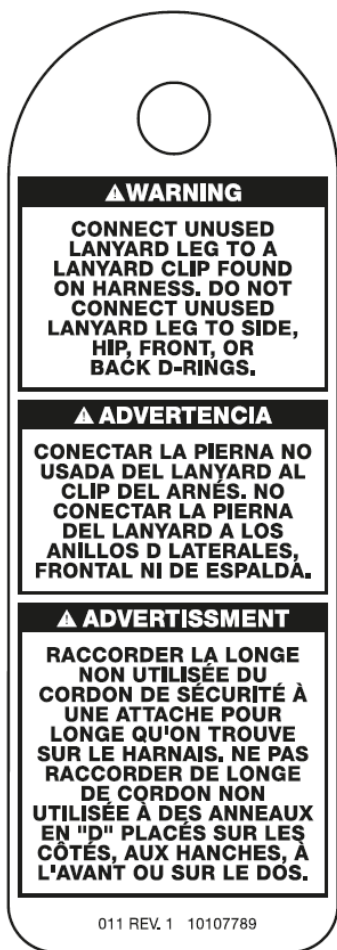 ⚠WARNING
CONNECT UNUSED
LANYARD LEG TO A
LANYARD CLIP FOUND
ON HARNESS. DO NOT
CONNECT UNUSED
LANYARD LEG TO SIDE,
HIP, FRONT, OR
BACK D-RINGS.
⚠ ADVERTENCIA
CONECTAR LA PIERNA NO
USADA DEL LANYARD AL
CLIP DEL ARNÉS. NO
CONECTAR LA PIERNA
DEL LANYARD A LOS
ANILLOS D LATERALES,
FRONTAL NI DE ESPALDA.
⚠ ADVERTISSMENT
RACCORDER LA LONGE
NON UTILISÉE DU
CORDON DE SÉCURITÉ À
UNE ATTACHE POUR
LONGE QU'ON TROUVE
SUR LE HARNAIS. NE PAS
RACCORDER DE LONGE
DE CORDON NON
UTILISÉE À DES ANNEAUX
EN "D" PLACÉS SUR LES
CÔTÉS, AUX HANCHES, À
L'AVANT OU SUR LE DOS.
011 REV. 1 10107789